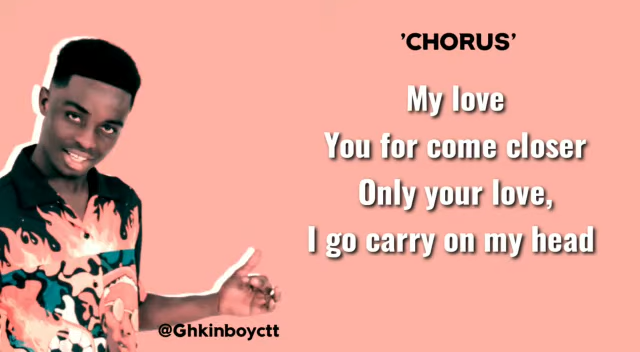 ’CHORUS’
My love
You for come closer
Only your love,
I go carry on my head
@Ghkinboyctt